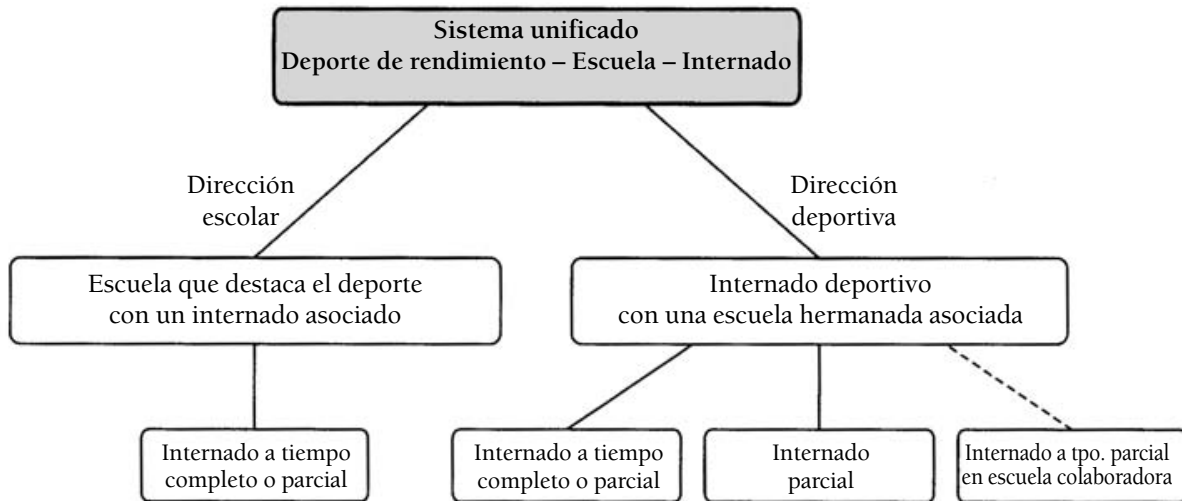 Sistema unificado
Deporte de rendimiento – Escuela – Internado
Dirección
escolar
Dirección
deportiva
Escuela que destaca el deporte
con un internado asociado
Internado deportivo
con una escuela hermanada asociada
Internado a tiempo
completo o parcial
Internado a tiempo
completo o parcial
Internado
parcial
Internado a tpo. parcial
en escuela colaboradora